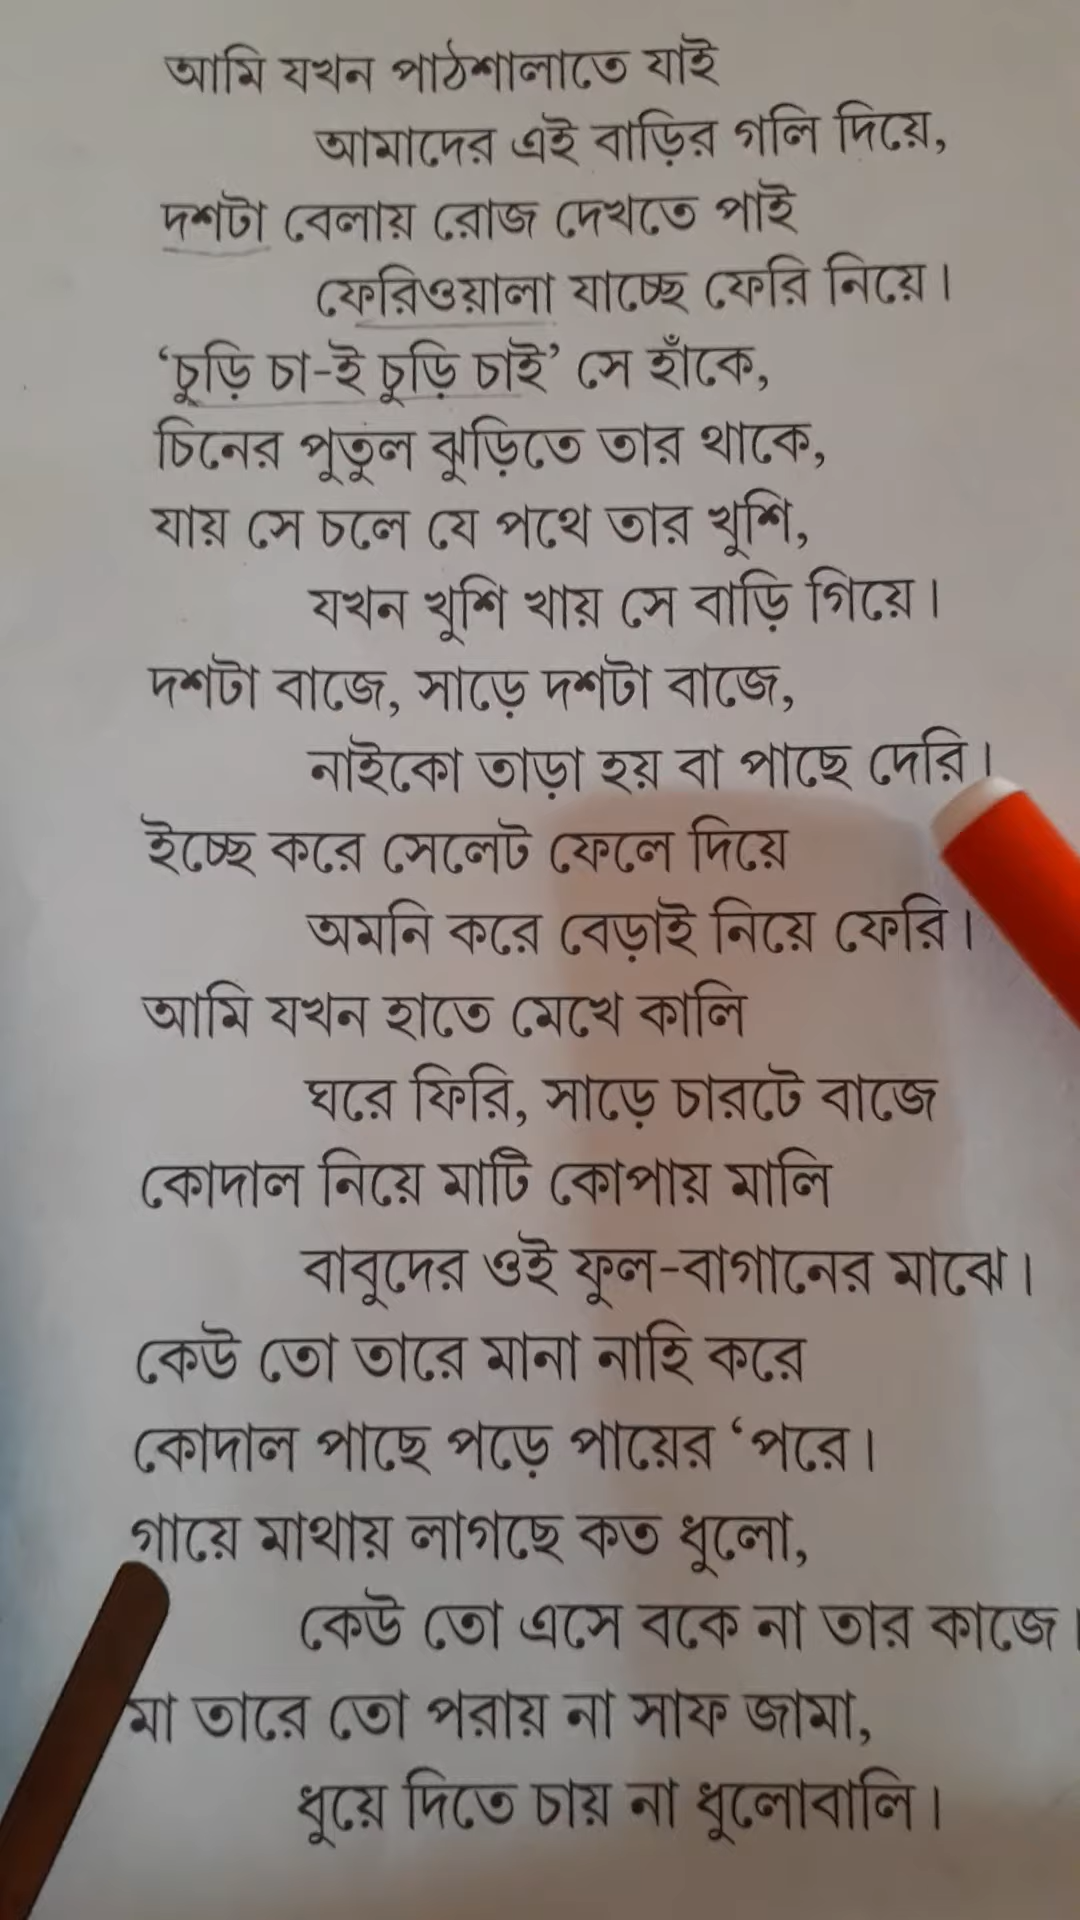 আমি যখন পাঠশালাতে যাই
আমাদের এই বাড়ির গলি দিয়ে,
দশটা বেলায় রোজ দেখতে পাই
ফেরিওয়ালা যাচ্ছে ফেরি নিয়ে।
‘চুড়ি চা-ই চুড়ি চাই’ সে হাঁকে,
চিনের পুতুল ঝুড়িতে তার থাকে,
যায় সে চলে যে পথে তার খুশি,
যখন খুশি খায় সে বাড়ি গিয়ে।
দশটা বাজে, সাড়ে দশটা বাজে,
নাইকো তাড়া হয় বা পাছে দেরি।
ইচ্ছে করে সেলেট ফেলে দিয়ে
অমনি করে বেড়াই নিয়ে ফেরি।
আমি যখন হাতে মেখে কালি
ঘরে ফিরি, সাড়ে চারটে বাজে
কোদাল নিয়ে মাটি কোপায় মালি
বাবুদের ওই ফুল-বাগানের মাঝে।
কেউ তো তারে মানা নাহি করে
কোদাল পাছে পড়ে পায়ের ‘পরে।
গায়ে মাথায় লাগছে কত ধুলো,
কেউ তো এসে বকে না তার কাজে।
মা তারে তো পরায় না সাফ জামা,
ধুয়ে দিতে চায় না ধুলোবালি।